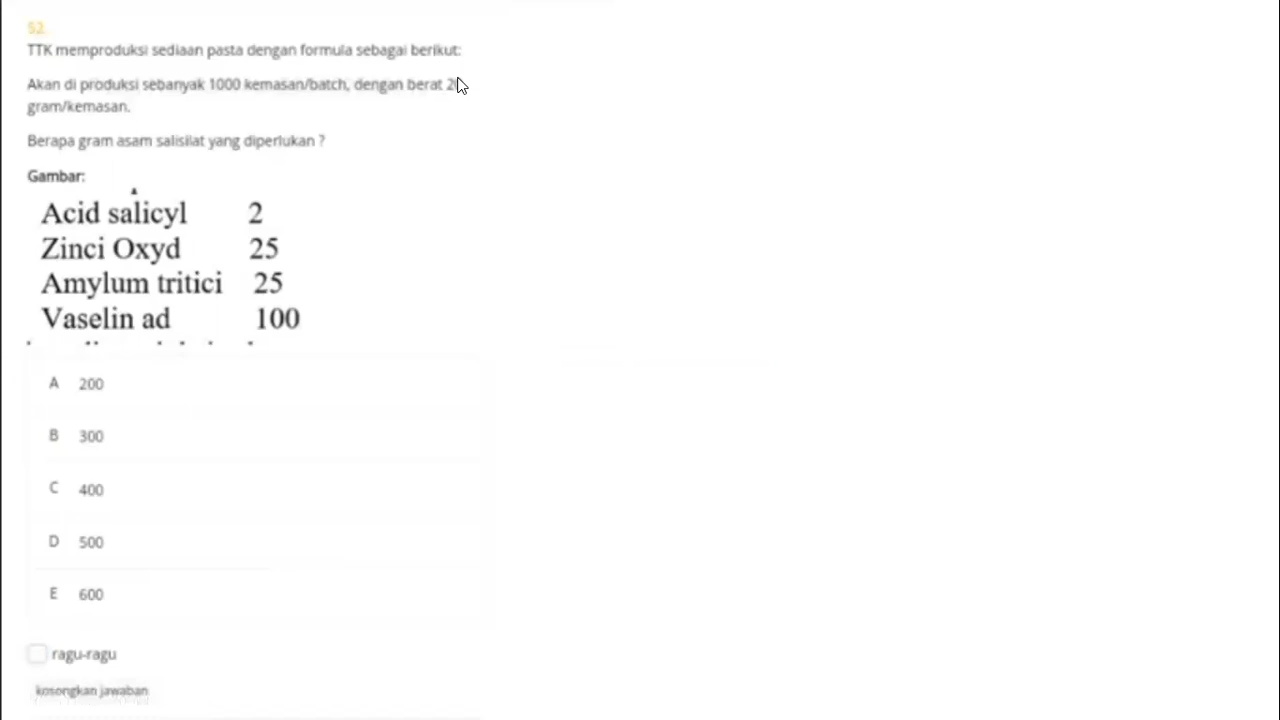 52.
TTK memproduksi sediaan pasta dengan formula sebagai berikut:
Akan di produksi sebanyak 1000 kemasan/batch, dengan berat
gram/kemasan.
Berapa gram asam salisilat yang diperlukan ?
Gambar:
Acid salicyl 2
Zinci Oxyd 25
Amylum tritici 25
Vaselin ad 100
A 200
B 300
C 400
D 500
E 600
ragu-ragu
kosongkan jawaban